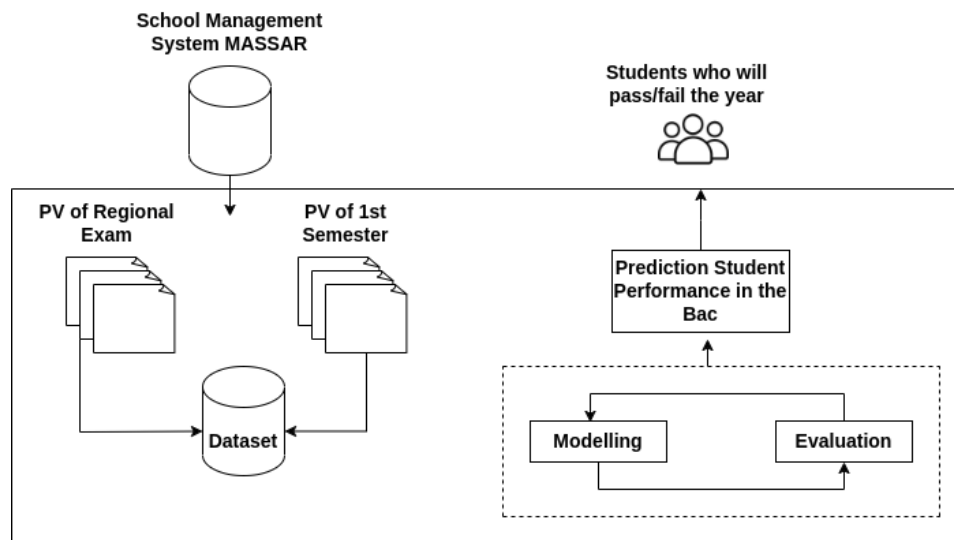 School Management
System MASSAR
Students who will
pass/fail the year
PV of Regional
Exam
PV of 1st
Semester
Prediction Student
Performance in the
Bac
Dataset
Modelling
Evaluation